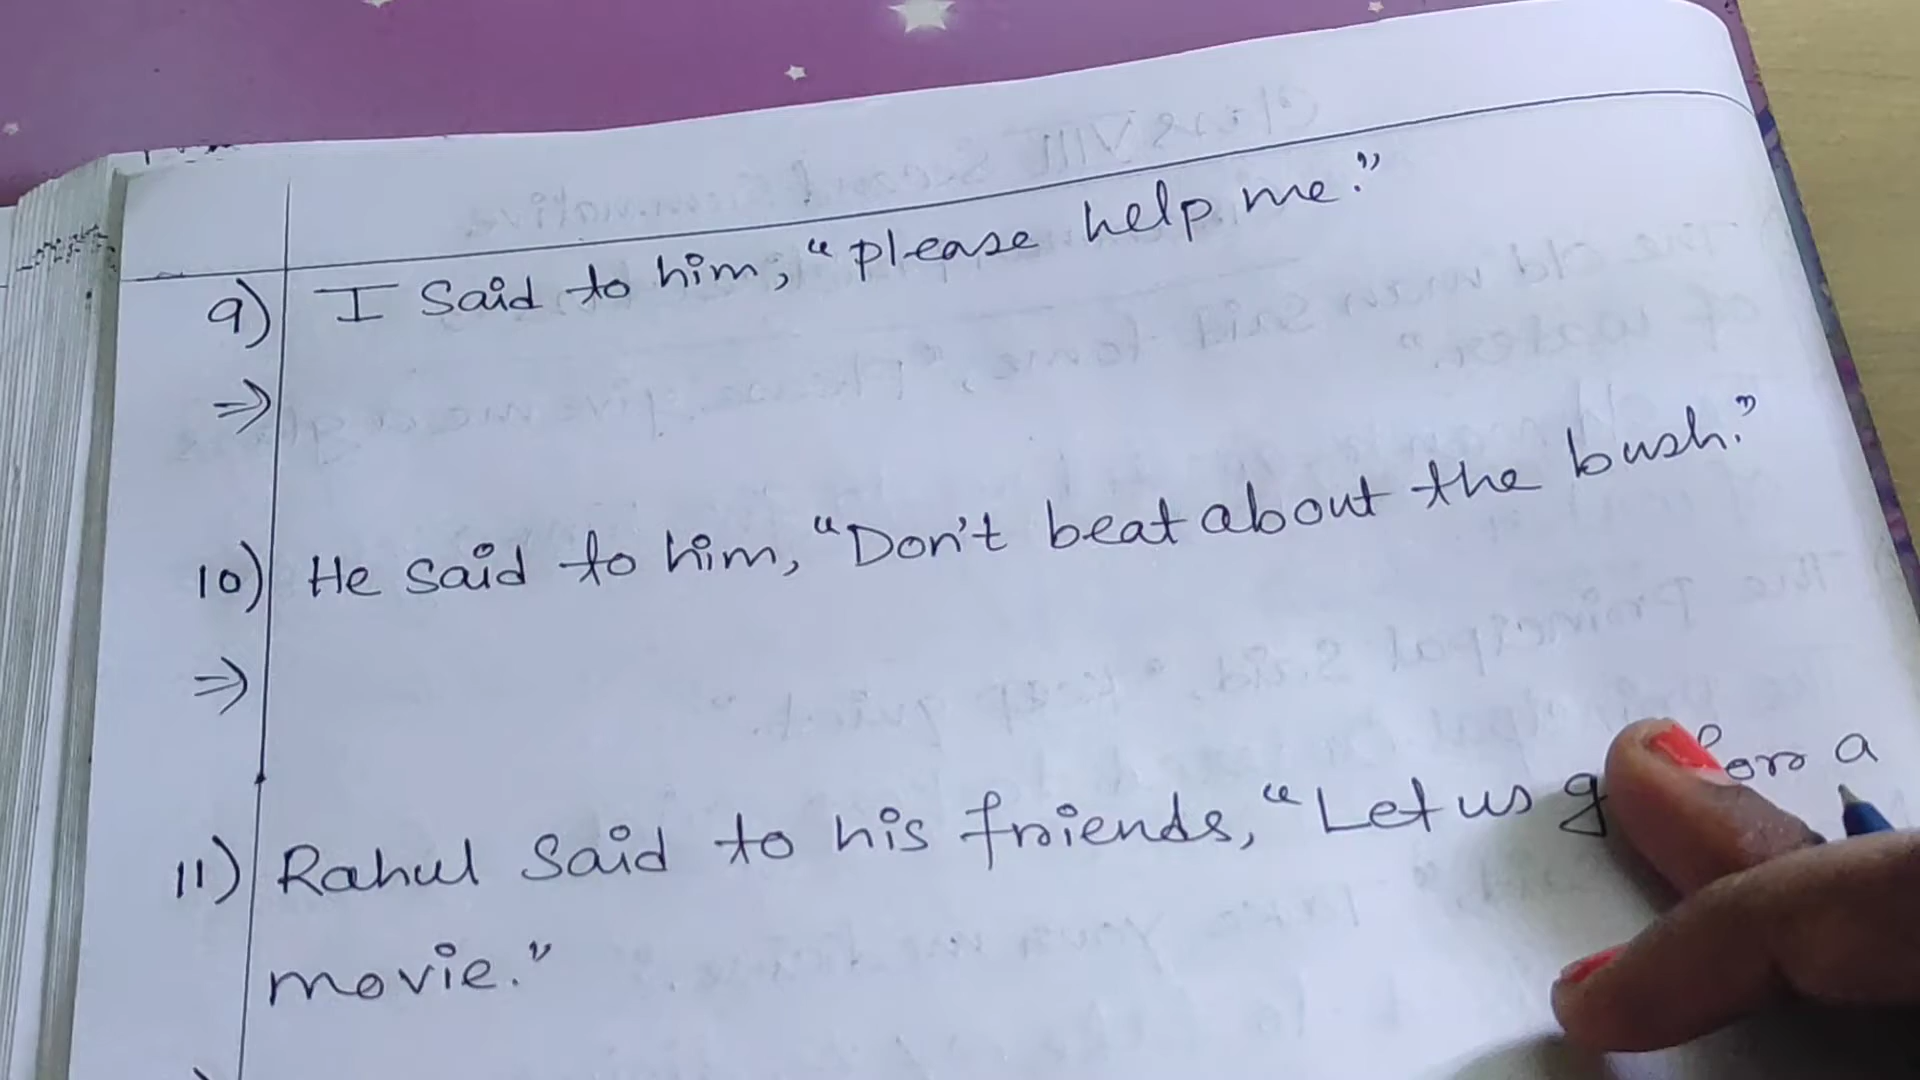 9) I Said to him, "please help me."
⇒
10) He said to him, "Don't beat about the bush."
⇒
11) Rahul Said to his friends, "Let us for a
movie."